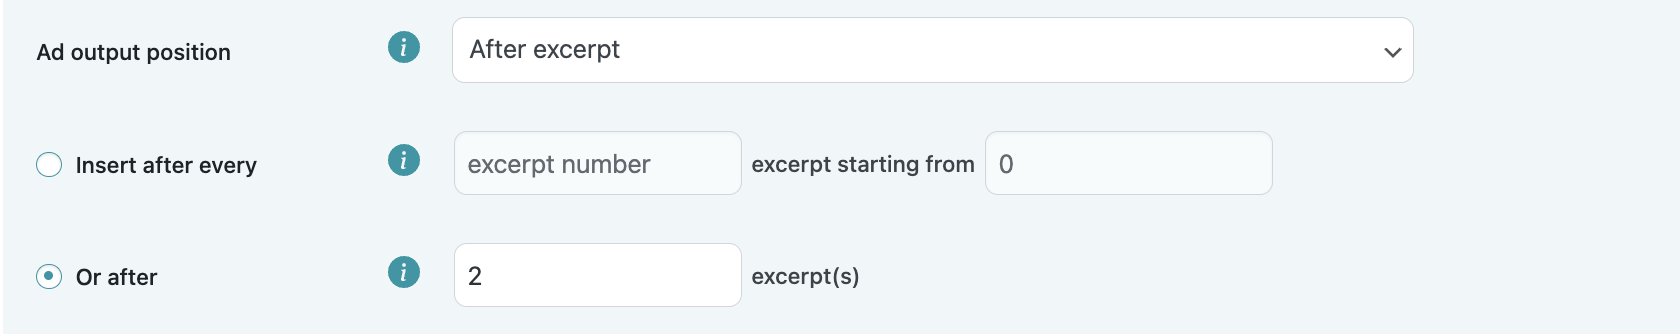 Ad output position i After excerpt
Insert after every i excerpt number excerpt starting from 0
Or after i 2 excerpt(s)